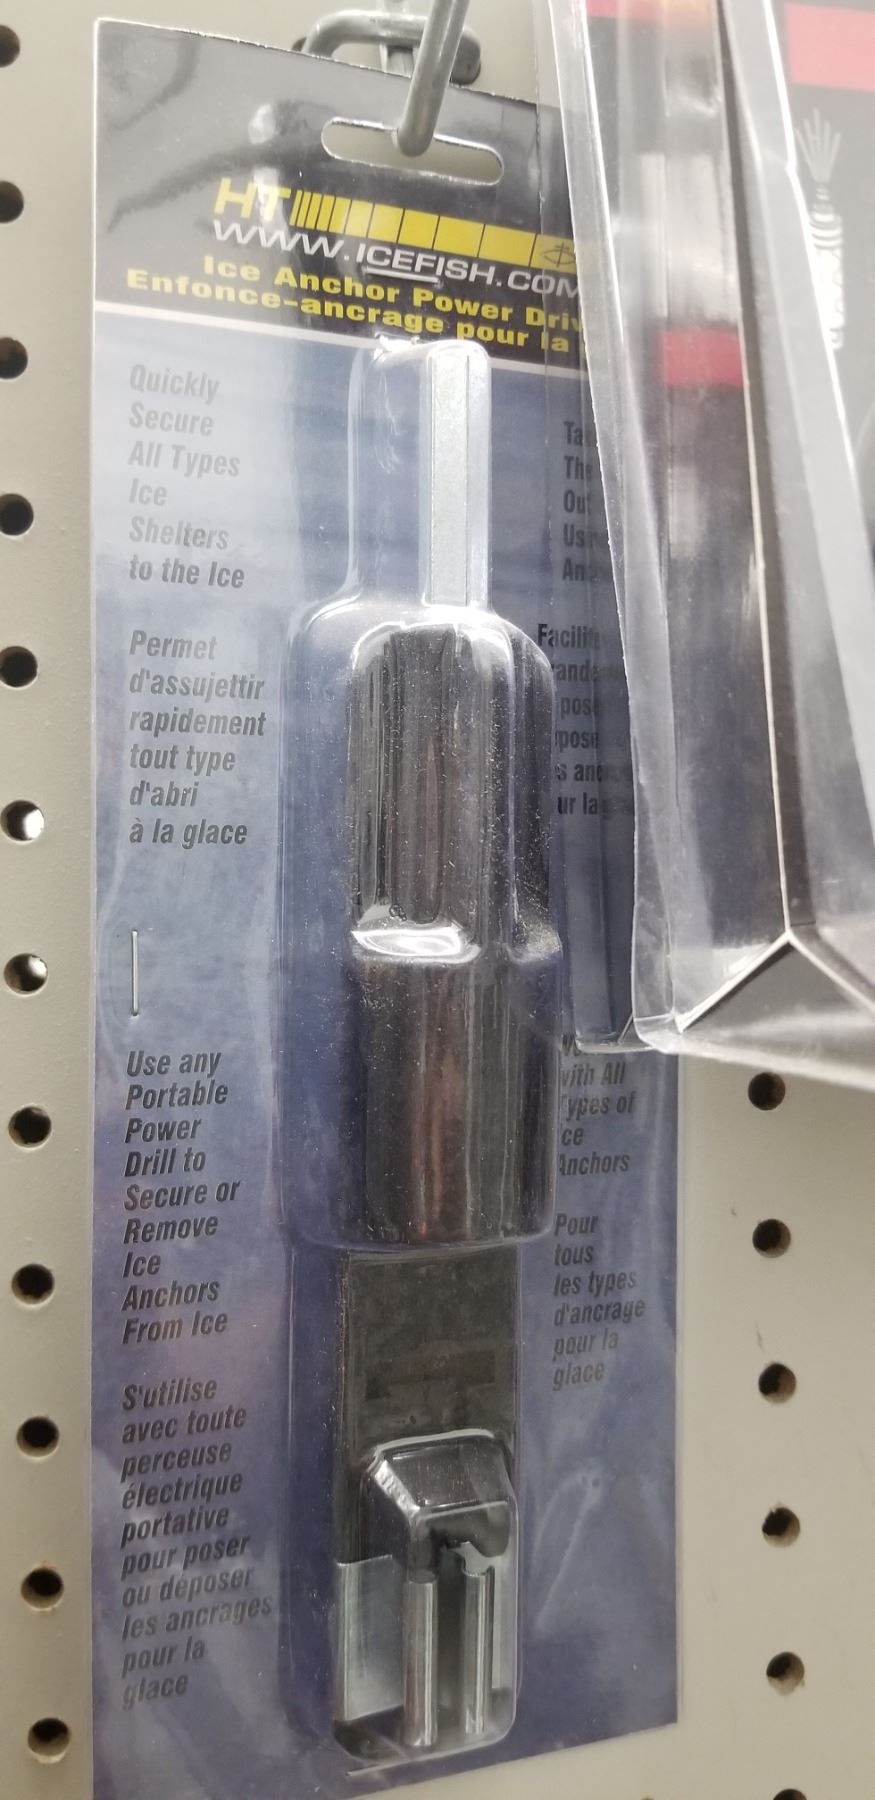 HT
WWW.ICEFISH.COM
Ice Anchor Power
Enfonce-ancrage pour la
Quickly
Secure
All Types
Ice
Shelters
to the Ice
Permet
d'assujettir
rapidement
tout type
d'abri
à la glace
Use any
Portable
Power
Drill to
Secure or
Remove
Ice
Anchors
From Ice
S'utilise
avec toute
perceuse
électrique
portative
pour poser
ou déposer
les ancrages
pour la
glace
with All
Types of
Ice
Anchors
Pour
tous
les types
d'ancrage
pour la
glace